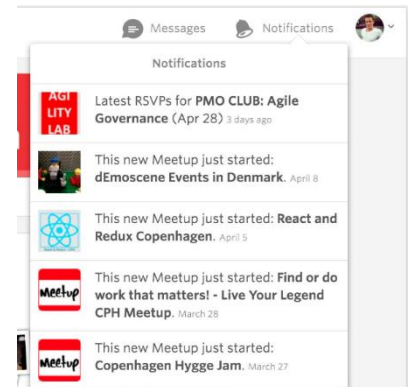 Messages
Notifications
Notifications
AGI
LITY
LAB
Latest RSVPs for PMO CLUB: Agile
Governance (Apr 28) 3 days ago
This new Meetup just started:
dEmoscene Events in Denmark. April 8
This new Meetup just started: React and
Redux Copenhagen. April 5
Meetup
This new Meetup just started: Find or do
work that matters! - Live Your Legend
CPH Meetup. March 28
Meetup
This new Meetup just started:
Copenhagen Hygge Jam. March 27